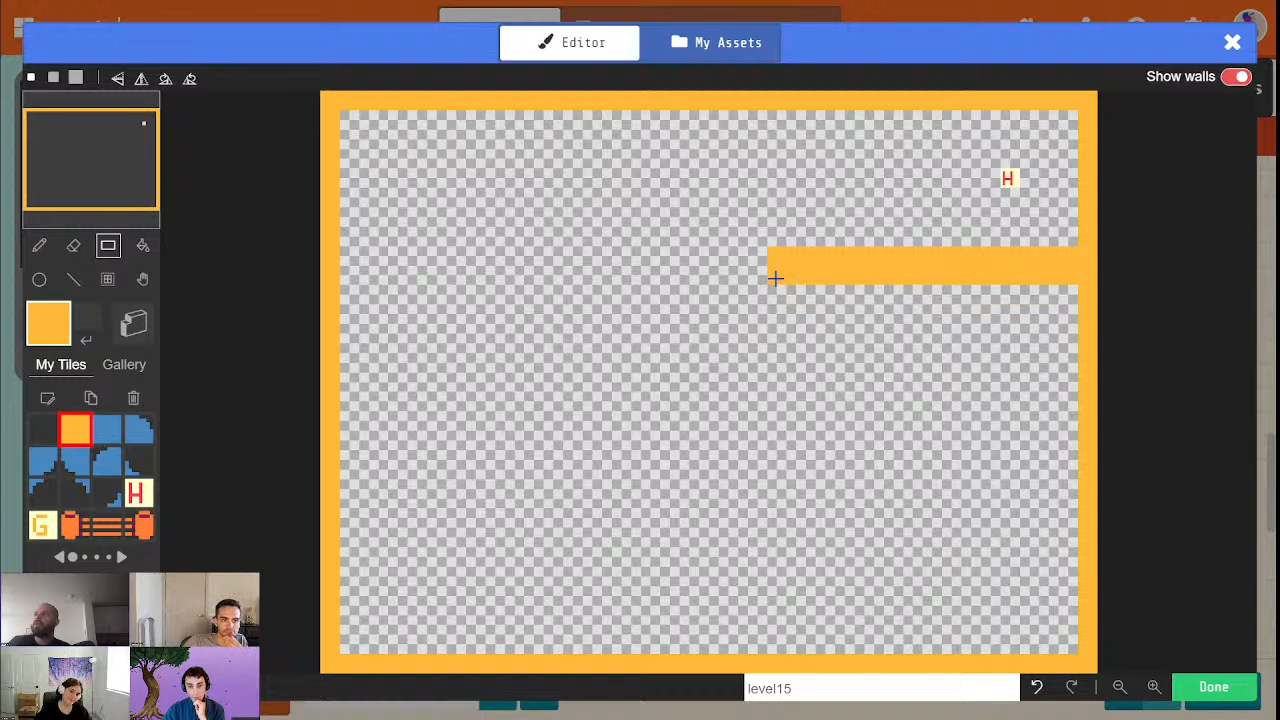 Editor
My Assets
Show walls
H
My Tiles
Gallery
H
G
level15
Done